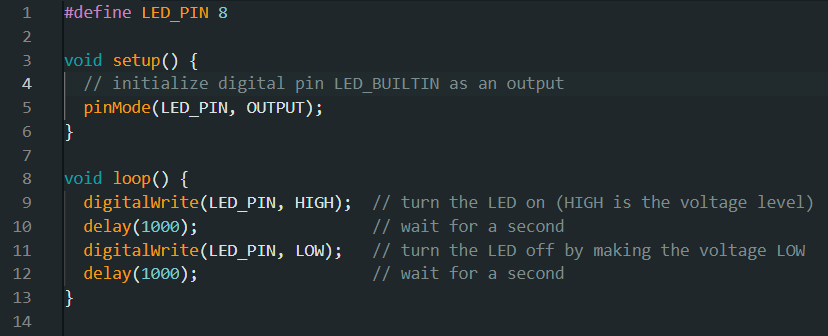 1 #define LED_PIN 8
2
3 void setup() {
4   // initialize digital pin LED_BUILTIN as an output
5   pinMode(LED_PIN, OUTPUT);
6 }
7
8 void loop() {
9   digitalWrite(LED_PIN, HIGH);  // turn the LED on (HIGH is the voltage level)
10   delay(1000);                  // wait for a second
11   digitalWrite(LED_PIN, LOW);   // turn the LED off by making the voltage LOW
12   delay(1000);                  // wait for a second
13 }
14